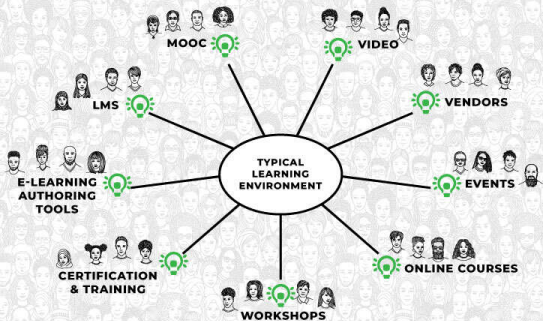 MOOC
VIDEO
LMS
VENDORS
TYPICAL
LEARNING
ENVIRONMENT
E-LEARNING
AUTHORING
TOOLS
EVENTS
CERTIFICATION
& TRAINING
ONLINE COURSES
WORKSHOPS